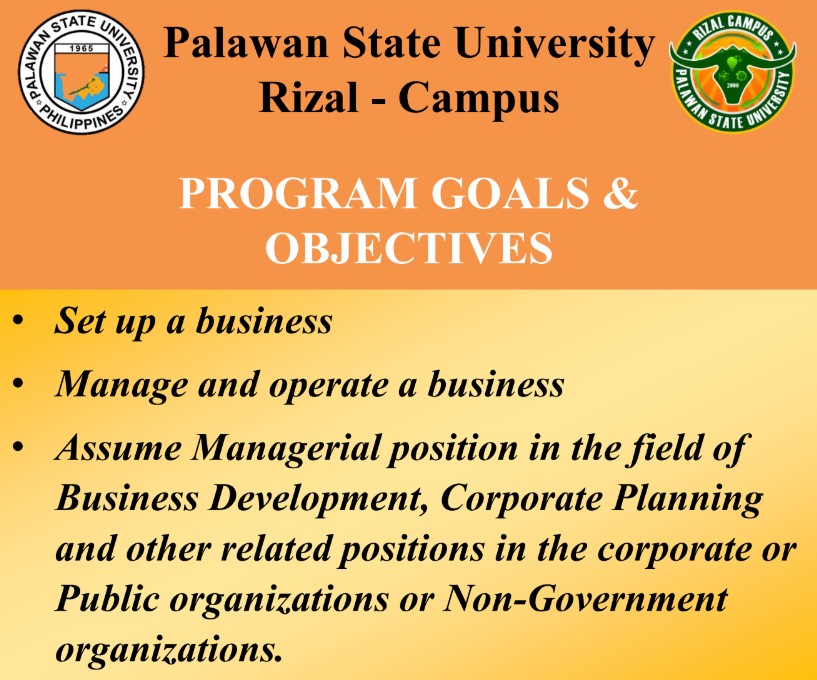 PALAWAN STATE UNIVERSITY
1965
PHILIPPINES
Palawan State University
Rizal - Campus
RIZAL CAMPUS
2000
PALAWAN STATE UNIVERSITY
PROGRAM GOALS &
OBJECTIVES
• Set up a business
• Manage and operate a business
• Assume Managerial position in the field of
Business Development, Corporate Planning
and other related positions in the corporate or
Public organizations or Non-Government
organizations.